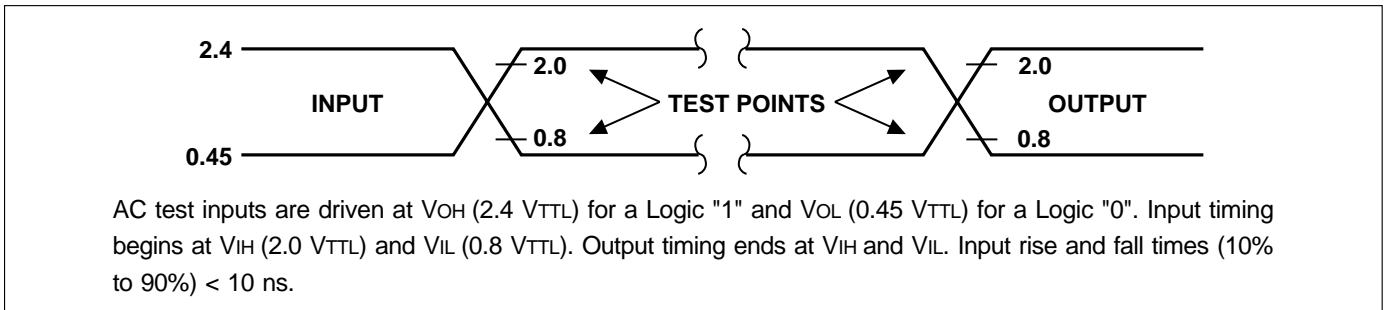 2.4
2.0
2.0
INPUT
TEST POINTS
OUTPUT
0.8
0.8
0.45
AC test inputs are driven at VOH (2.4 VTTL) for a Logic "1" and VOL (0.45 VTTL) for a Logic "0". Input timing
begins at VIH (2.0 VTTL) and VIL (0.8 VTTL). Output timing ends at VIH and VIL. Input rise and fall times (10%
to 90%) < 10 ns.